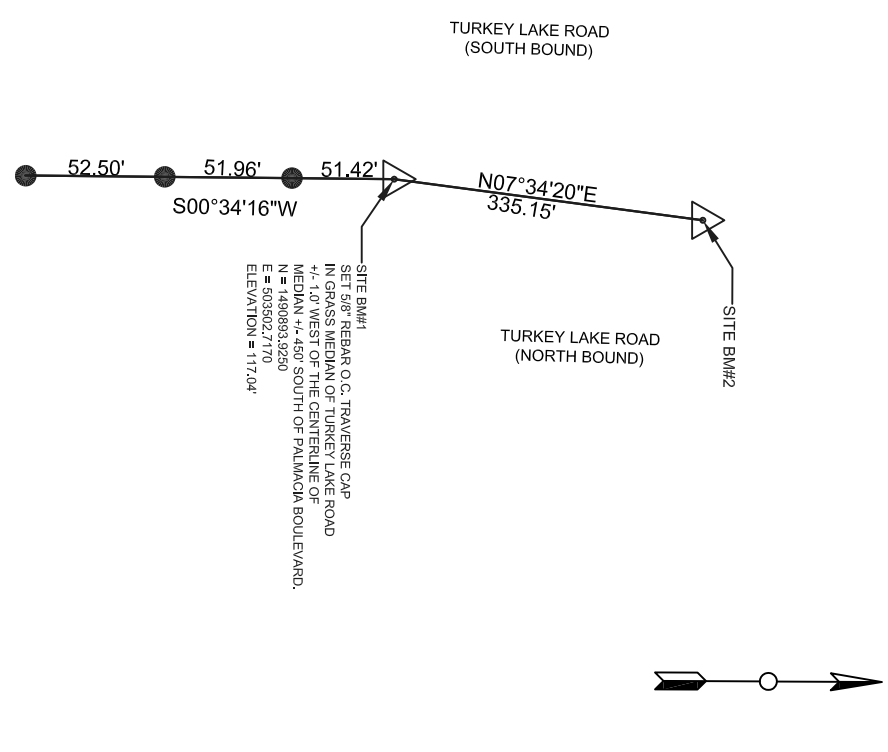 TURKEY LAKE ROAD
(SOUTH BOUND)
52.50'
51.96'
51.42'
S00°34'16"W
N07°34'20"E
335.15'
SITE BM#1
SET 5/8" REBAR O.C. TRAVERSE CAP
IN GRASS MEDIAN OF TURKEY LAKE ROAD
+/- 1.0' WEST OF THE CENTERLINE OF
MEDIAN +/- 450' SOUTH OF PALMACIA BOULEVARD.
N = 1490893.9250
E = 503502.7170
ELEVATION = 117.04'
TURKEY LAKE ROAD
(NORTH BOUND)
SITE BM#2